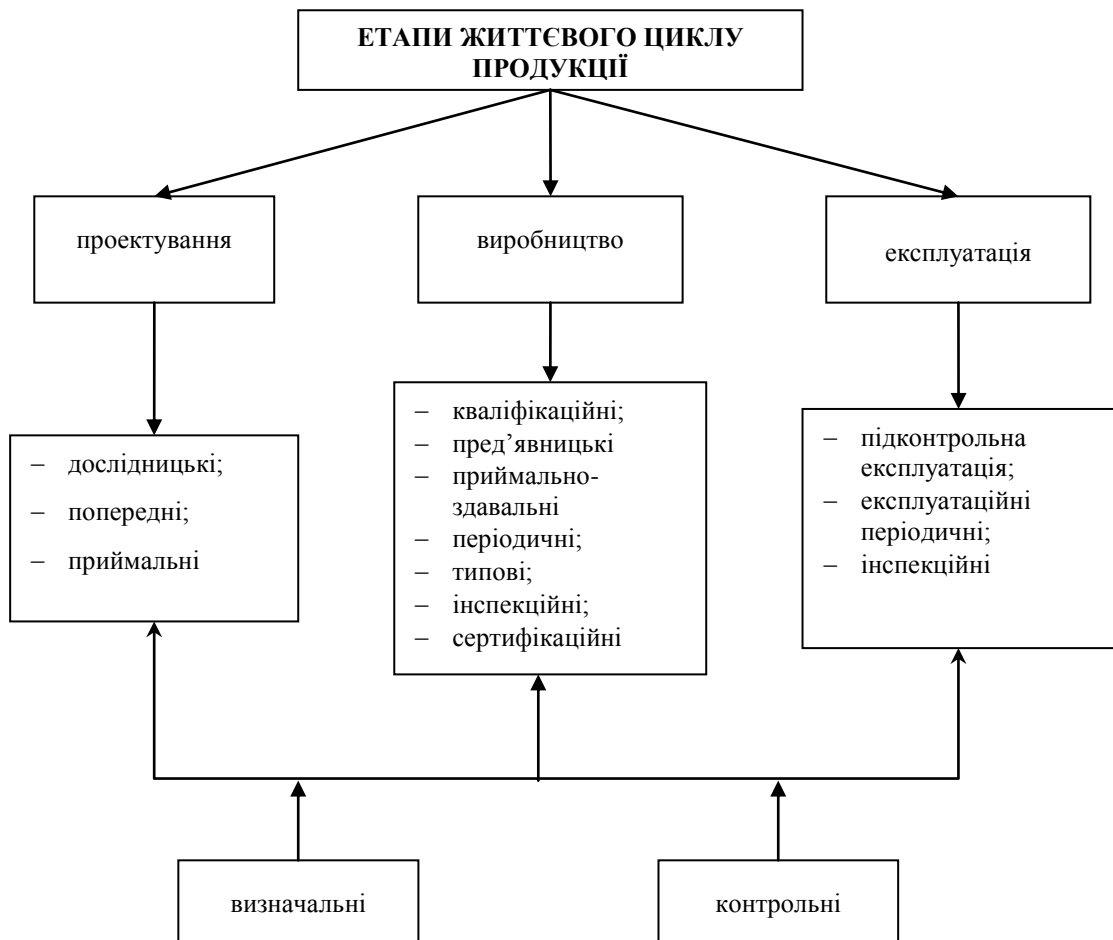 ЕТАПИ ЖИТТЄВОГО ЦИКЛУ
ПРОДУКЦІЇ
проектування
виробництво
експлуатація
– дослідницькі;
– попередні;
– приймальні
– кваліфікаційні;
– пред’явницькі
– приймально-
здавальні
– періодичні;
– типові;
– інспекційні;
– сертифікаційні
– підконтрольна
експлуатація;
– експлуатаційні
періодичні;
– інспекційні
визначальні
контрольні